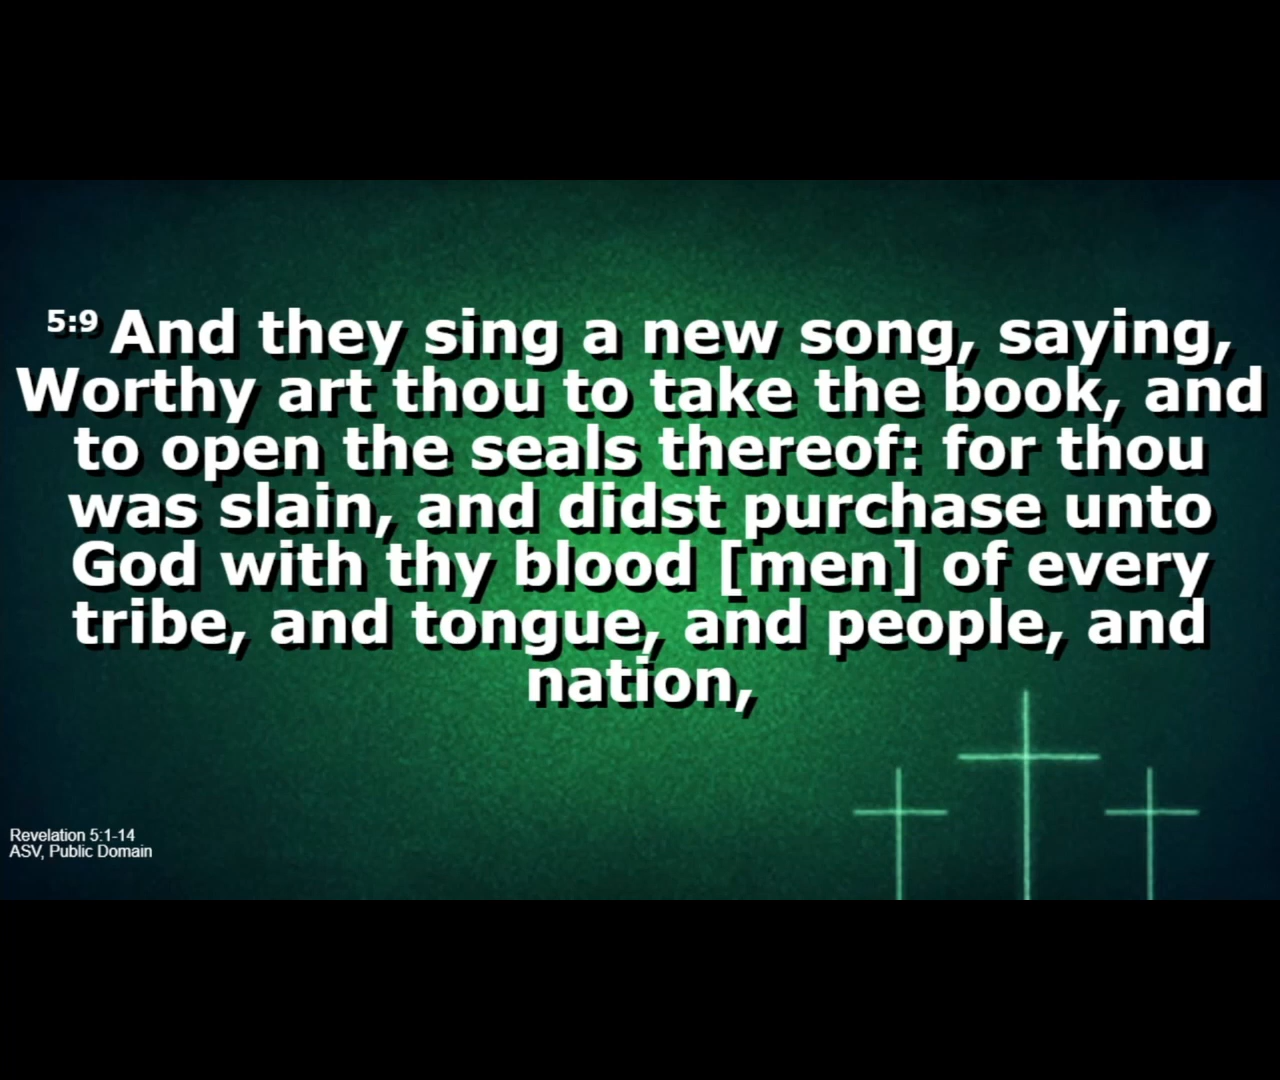 5:9 And they sing a new song, saying,
Worthy art thou to take the book, and
to open the seals thereof: for thou
was slain, and didst purchase unto
God with thy blood [men] of every
tribe, and tongue, and people, and
nation,
Revelation 5:1-14
ASV, Public Domain